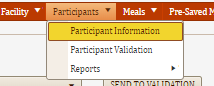 Facility Participants Meals Pre-Saved M
Participant Information
Participant Validation
Reports
SEND TO VALIDATION